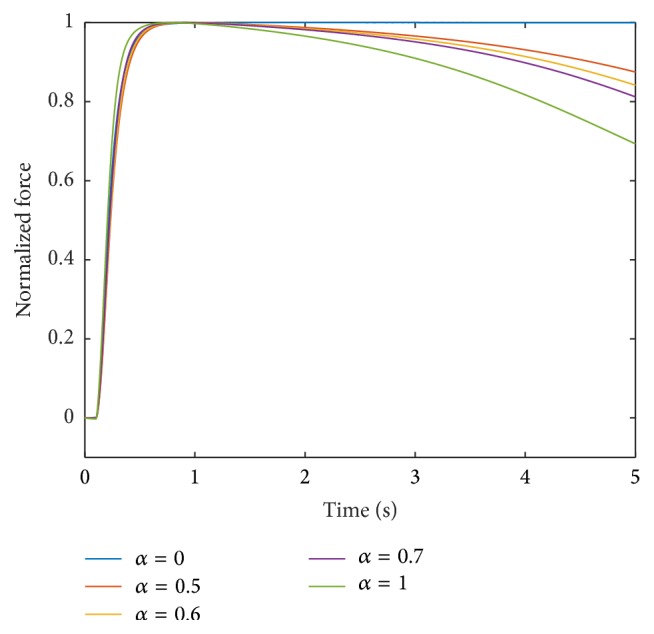 Normalized force
1
0.8
0.6
0.4
0.2
0
0 1 2 3 4 5
Time (s)
α = 0
α = 0.5
α = 0.6
α = 0.7
α = 1